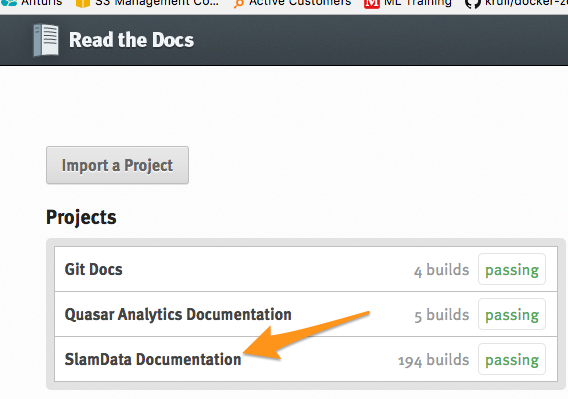 Anturis S3 Management Co... Active Customers ML Training krull/docker-z
Read the Docs
Import a Project
Projects
Git Docs 4 builds passing
Quasar Analytics Documentation 5 builds passing
SlamData Documentation 194 builds passing